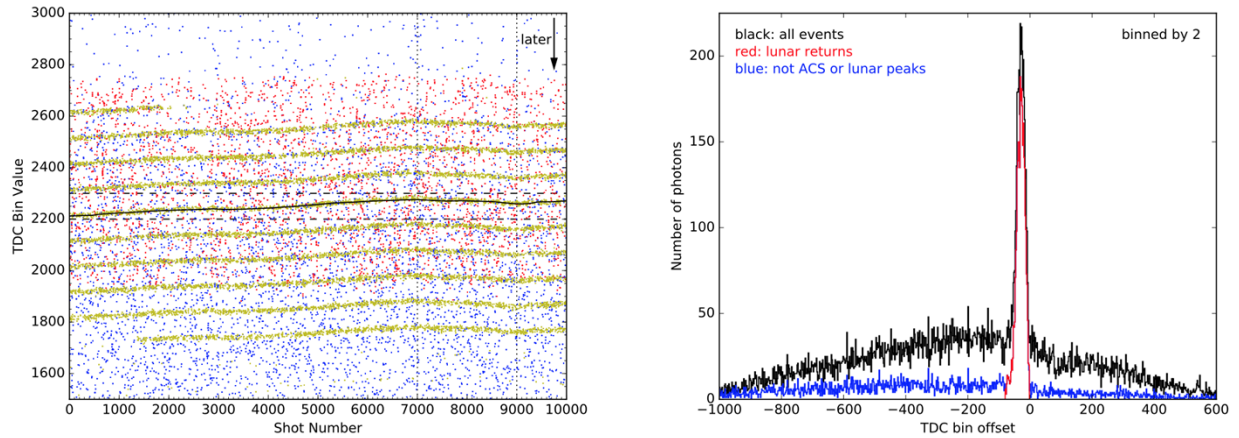 3000
2800
2600
2400
2200
2000
1800
1600
TDC Bin Value
later
0 1000 2000 3000 4000 5000 6000 7000 8000 9000 10000
Shot Number
200
150
100
50
0
Number of photons
black: all events
red: lunar returns
blue: not ACS or lunar peaks
binned by 2
−1000 −800 −600 −400 −200 0 200 400 600
TDC bin offset